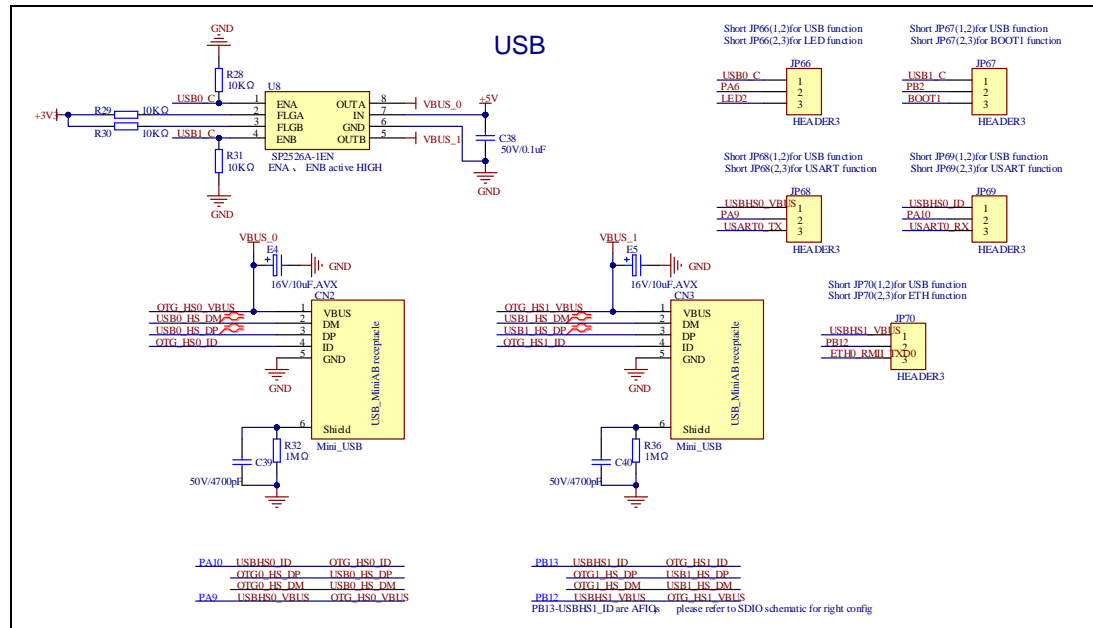 USB
GND
R28
10KΩ
USB0_C
U8
1 ENA OUTA 8 VBUS_0
2 FLGA IN 7 +5V
3 FLGB GND 6
4 ENB OUTB 5 VBUS_1
SP2526A-1EN
ENA、 ENB active HIGH
+3V3
R29 10KΩ
R30 10KΩ
USB1_C
R31
10KΩ
GND
C38
50V/0.1uF
GND
Short JP66(1,2)for USB function
Short JP66(2,3)for LED function
JP66
USB0_C 1
PA6 2
LED2 3
HEADER3
Short JP67(1,2)for USB function
Short JP67(2,3)for BOOT1 function
JP67
USB1_C 1
PB2 2
BOOT1 3
HEADER3
Short JP68(1,2)for USB function
Short JP68(2,3)for USART function
JP68
USBHS0_VBUS 1
PA9 2
USART0_TX 3
HEADER3
Short JP69(1,2)for USB function
Short JP69(2,3)for USART function
JP69
USBHS0_ID 1
PA10 2
USART0_RX 3
HEADER3
Short JP70(1,2)for USB function
Short JP70(2,3)for ETH function
JP70
USBHS1_VBUS 1
PB12 2
ETH0_RMII_TXD0 3
HEADER3
VBUS_0
E4
+
GND
16V/10uF,AVX
CN2
OTG_HS0_VBUS 1 VBUS
USB0_HS_DM 2 DM
USB0_HS_DP 3 DP
OTG_HS0_ID 4 ID
5 GND
GND
USB_MiniAB receptacle
6 Shield
Mini_USB
R32
1MΩ
C39
50V/4700pF
VBUS_1
E5
+
GND
16V/10uF,AVX
CN3
OTG_HS1_VBUS 1 VBUS
USB1_HS_DM 2 DM
USB1_HS_DP 3 DP
OTG_HS1_ID 4 ID
5 GND
GND
USB_MiniAB receptacle
6 Shield
Mini_USB
R36
1MΩ
C40
50V/4700pF
PA10 USBHS0_ID OTG_HS0_ID
OTG0_HS_DP USB0_HS_DP
OTG0_HS_DM USB0_HS_DM
PA9 USBHS0_VBUS OTG_HS0_VBUS
PB13 USBHS1_ID OTG_HS1_ID
OTG1_HS_DP USB1_HS_DP
OTG1_HS_DM USB1_HS_DM
PB12 USBHS1_VBUS OTG_HS1_VBUS
PB13-USBHS1_ID are AFIOs please refer to SDIO schematic for right config